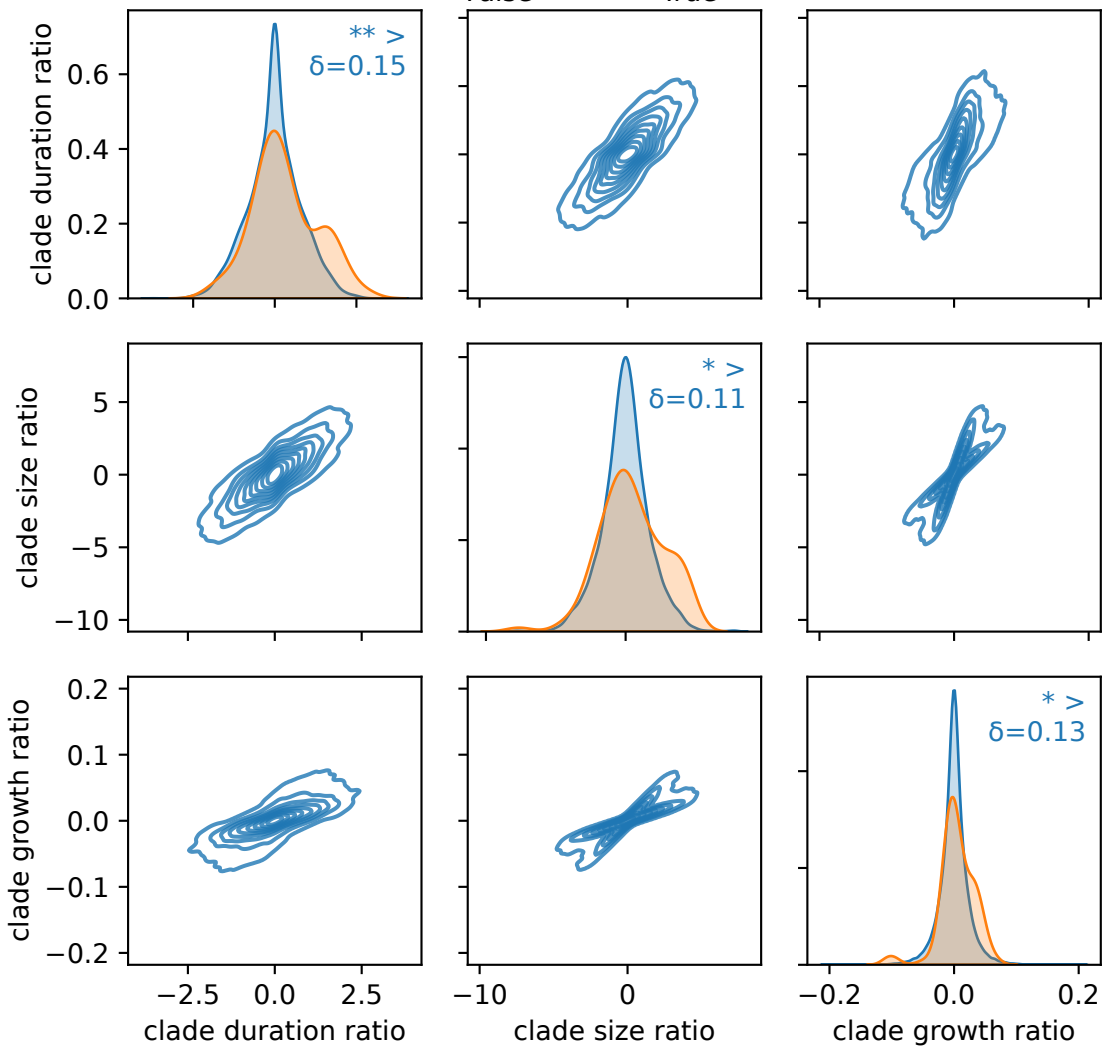 clade duration ratio
0.6
0.4
0.2
0.0
** >
δ=0.15
clade size ratio
5
0
−5
−10
* >
δ=0.11
clade growth ratio
0.2
0.1
0.0
−0.1
−0.2
* >
δ=0.13
−2.5 0.0 2.5
−10 0
−0.2 0.0 0.2
clade duration ratio
clade size ratio
clade growth ratio